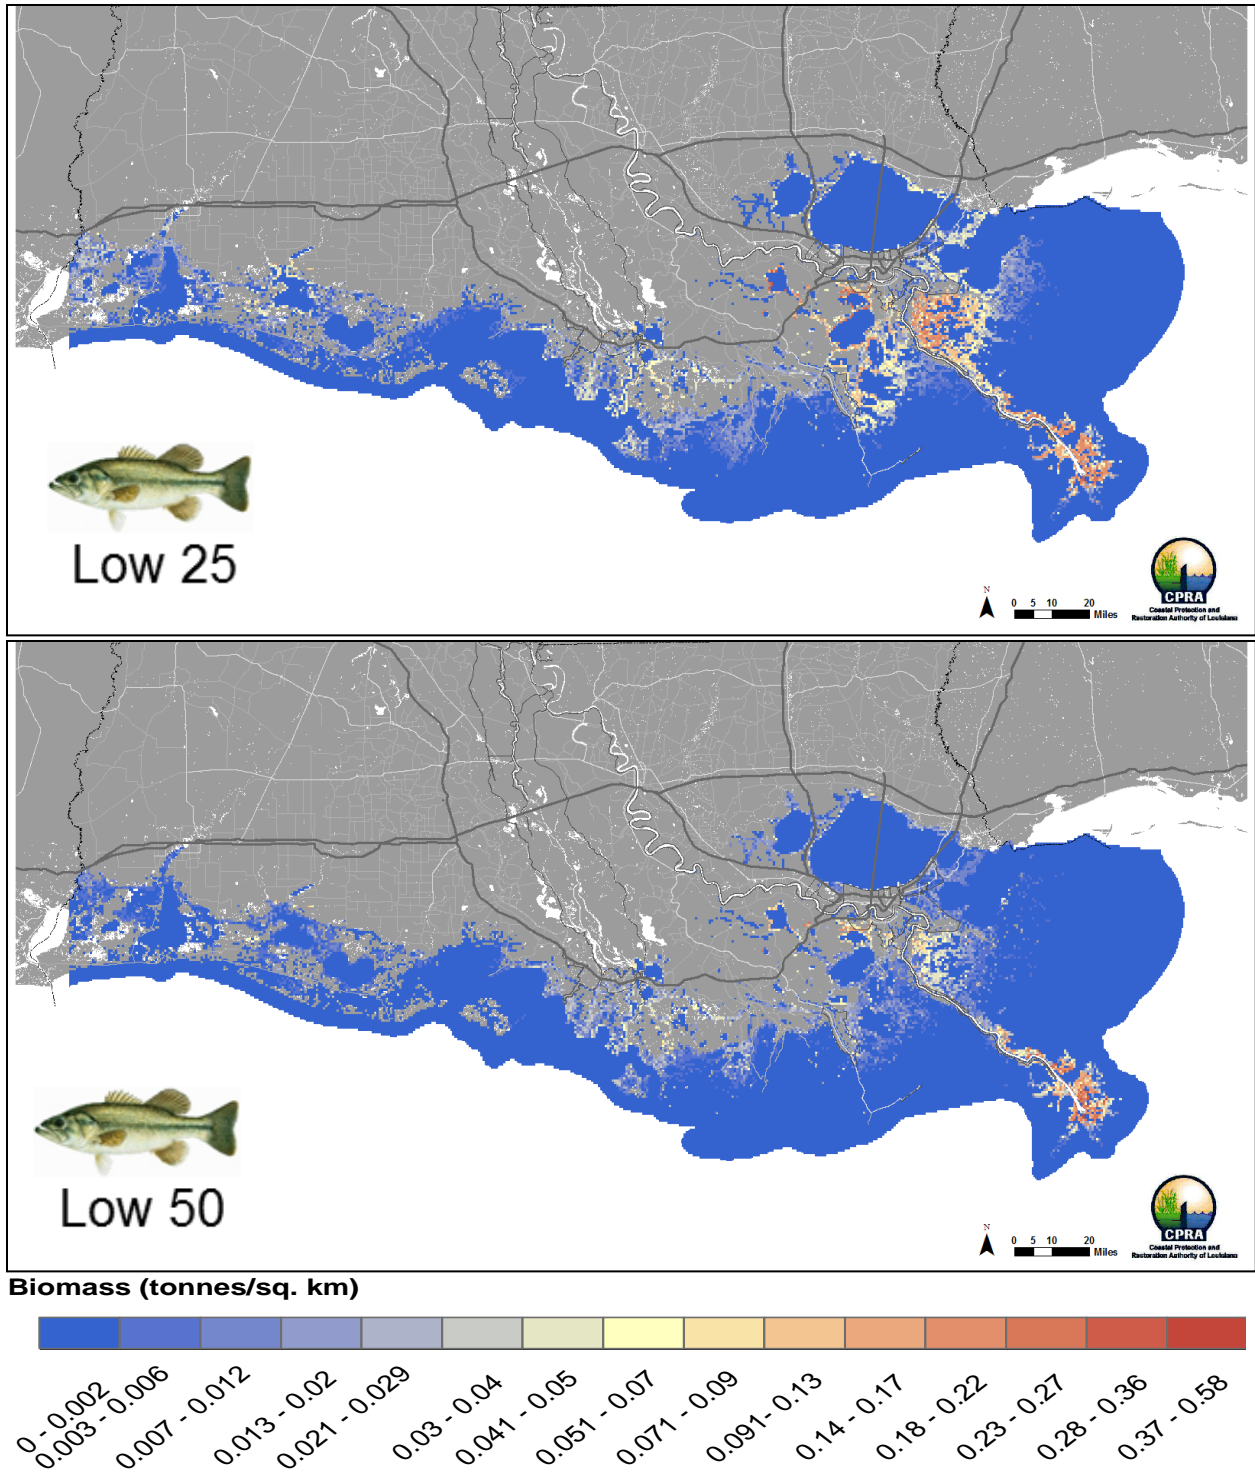 Low 25
N
0 5 10 20
Miles
CPRA
Coastal Protection and
Restoration Authority of Louisiana
Low 50
N
0 5 10 20
Miles
CPRA
Coastal Protection and
Restoration Authority of Louisiana
Biomass (tonnes/sq. km)
0 - 0.002
0.003 - 0.006
0.007 - 0.012
0.013 - 0.02
0.021 - 0.029
0.03 - 0.04
0.041 - 0.05
0.051 - 0.07
0.071 - 0.09
0.091- 0.13
0.14 - 0.17
0.18 - 0.22
0.23 - 0.27
0.28 - 0.36
0.37 - 0.58